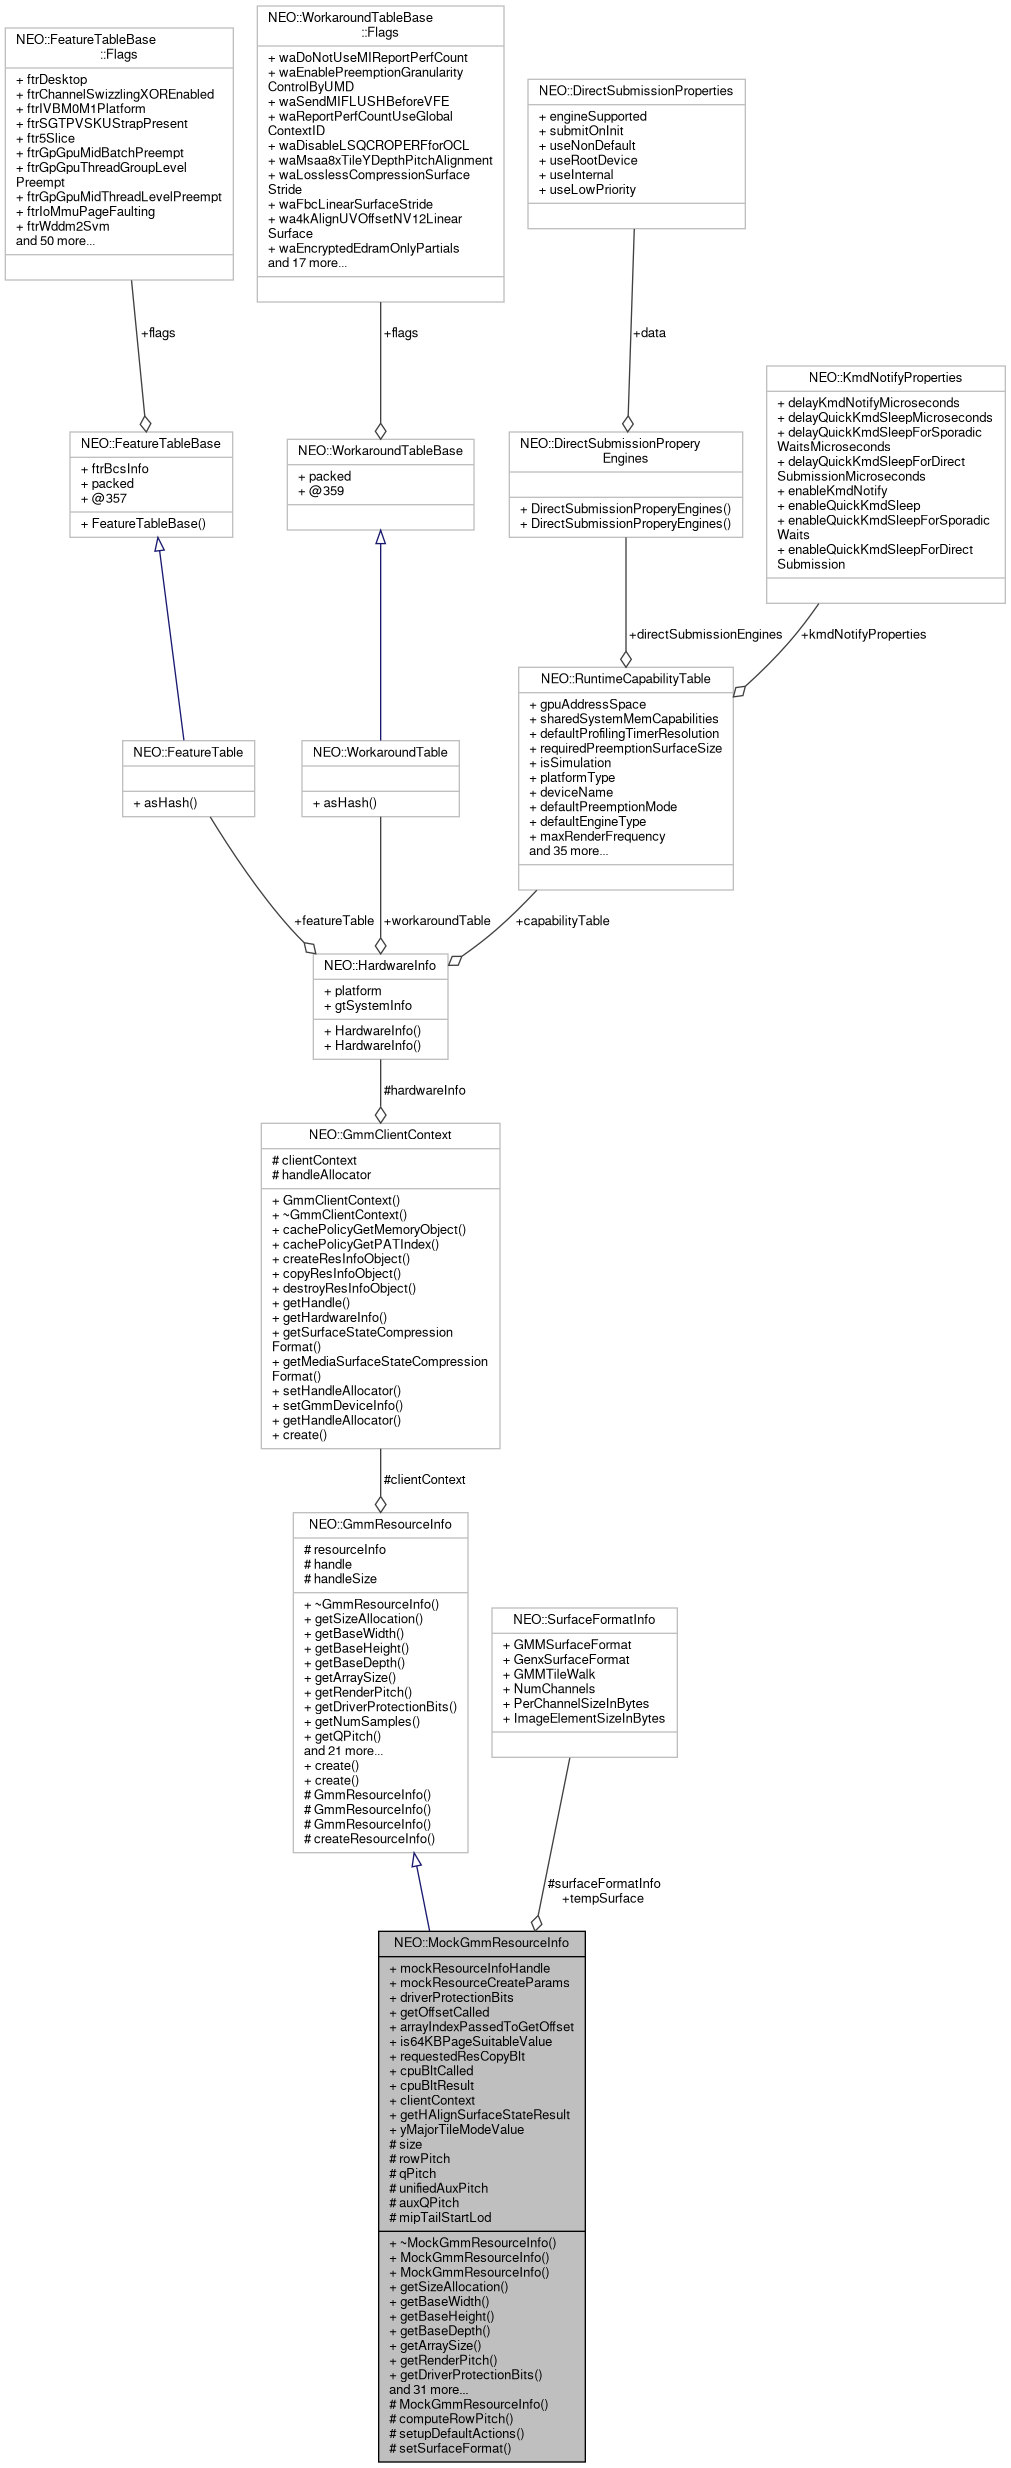 NEO::FeatureTableBase
::Flags
+ ftrDesktop
+ ftrChannelSwizzlingXOREnabled
+ ftrIVBM0M1Platform
+ ftrSGTPVSKUStrapPresent
+ ftr5Slice
+ ftrGpGpuMidBatchPreempt
+ ftrGpGpuThreadGroupLevel
Preempt
+ ftrGpGpuMidThreadLevelPreempt
+ ftrIoMmuPageFaulting
+ ftrWddm2Svm
and 50 more...
NEO::WorkaroundTableBase
::Flags
+ waDoNotUseMIReportPerfCount
+ waEnablePreemptionGranularity
ControlByUMD
+ waSendMIFLUSHBeforeVFE
+ waReportPerfCountUseGlobal
ContextID
+ waDisableLSQCROPERFforOCL
+ waMsaa8xTileYDepthPitchAlignment
+ waLosslessCompressionSurface
Stride
+ waFbcLinearSurfaceStride
+ wa4kAlignUVOffsetNV12Linear
Surface
+ waEncryptedEdramOnlyPartials
and 17 more...
NEO::DirectSubmissionProperties
+ engineSupported
+ submitOnInit
+ useNonDefault
+ useRootDevice
+ useInternal
+ useLowPriority
+flags
+flags
+data
NEO::FeatureTableBase
+ ftrBcsInfo
+ packed
+ @357
+ FeatureTableBase()
NEO::WorkaroundTableBase
+ packed
+ @359
NEO::DirectSubmissionPropery
Engines
+ DirectSubmissionProperyEngines()
+ DirectSubmissionProperyEngines()
NEO::KmdNotifyProperties
+ delayKmdNotifyMicroseconds
+ delayQuickKmdSleepMicroseconds
+ delayQuickKmdSleepForSporadic
WaitsMicroseconds
+ delayQuickKmdSleepForDirect
SubmissionMicroseconds
+ enableKmdNotify
+ enableQuickKmdSleep
+ enableQuickKmdSleepForSporadic
Waits
+ enableQuickKmdSleepForDirect
Submission
+directSubmissionEngines
+kmdNotifyProperties
NEO::FeatureTable
+ asHash()
NEO::WorkaroundTable
+ asHash()
NEO::RuntimeCapabilityTable
+ gpuAddressSpace
+ sharedSystemMemCapabilities
+ defaultProfilingTimerResolution
+ requiredPreemptionSurfaceSize
+ isSimulation
+ platformType
+ deviceName
+ defaultPreemptionMode
+ defaultEngineType
+ maxRenderFrequency
and 35 more...
+featureTable
+workaroundTable
+capabilityTable
NEO::HardwareInfo
+ platform
+ gtSystemInfo
+ HardwareInfo()
+ HardwareInfo()
#hardwareInfo
NEO::GmmClientContext
# clientContext
# handleAllocator
+ GmmClientContext()
+ ~GmmClientContext()
+ cachePolicyGetMemoryObject()
+ cachePolicyGetPATIndex()
+ createResInfoObject()
+ copyResInfoObject()
+ destroyResInfoObject()
+ getHandle()
+ getHardwareInfo()
+ getSurfaceStateCompression
Format()
+ getMediaSurfaceStateCompression
Format()
+ setHandleAllocator()
+ setGmmDeviceInfo()
+ getHandleAllocator()
+ create()
#clientContext
NEO::GmmResourceInfo
# resourceInfo
# handle
# handleSize
+ ~GmmResourceInfo()
+ getSizeAllocation()
+ getBaseWidth()
+ getBaseHeight()
+ getBaseDepth()
+ getArraySize()
+ getRenderPitch()
+ getDriverProtectionBits()
+ getNumSamples()
+ getQPitch()
and 21 more...
+ create()
+ create()
# GmmResourceInfo()
# GmmResourceInfo()
# GmmResourceInfo()
# createResourceInfo()
NEO::SurfaceFormatInfo
+ GMMSurfaceFormat
+ GenxSurfaceFormat
+ GMMTileWalk
+ NumChannels
+ PerChannelSizeInBytes
+ ImageElementSizeInBytes
#surfaceFormatInfo
+tempSurface
NEO::MockGmmResourceInfo
+ mockResourceInfoHandle
+ mockResourceCreateParams
+ driverProtectionBits
+ getOffsetCalled
+ arrayIndexPassedToGetOffset
+ is64KBPageSuitableValue
+ requestedResCopyBlt
+ cpuBltCalled
+ cpuBltResult
+ clientContext
+ getHAlignSurfaceStateResult
+ yMajorTileModeValue
# size
# rowPitch
# qPitch
# unifiedAuxPitch
# auxQPitch
# mipTailStartLod
+ ~MockGmmResourceInfo()
+ MockGmmResourceInfo()
+ MockGmmResourceInfo()
+ getSizeAllocation()
+ getBaseWidth()
+ getBaseHeight()
+ getBaseDepth()
+ getArraySize()
+ getRenderPitch()
+ getDriverProtectionBits()
and 31 more...
# MockGmmResourceInfo()
# computeRowPitch()
# setupDefaultActions()
# setSurfaceFormat()